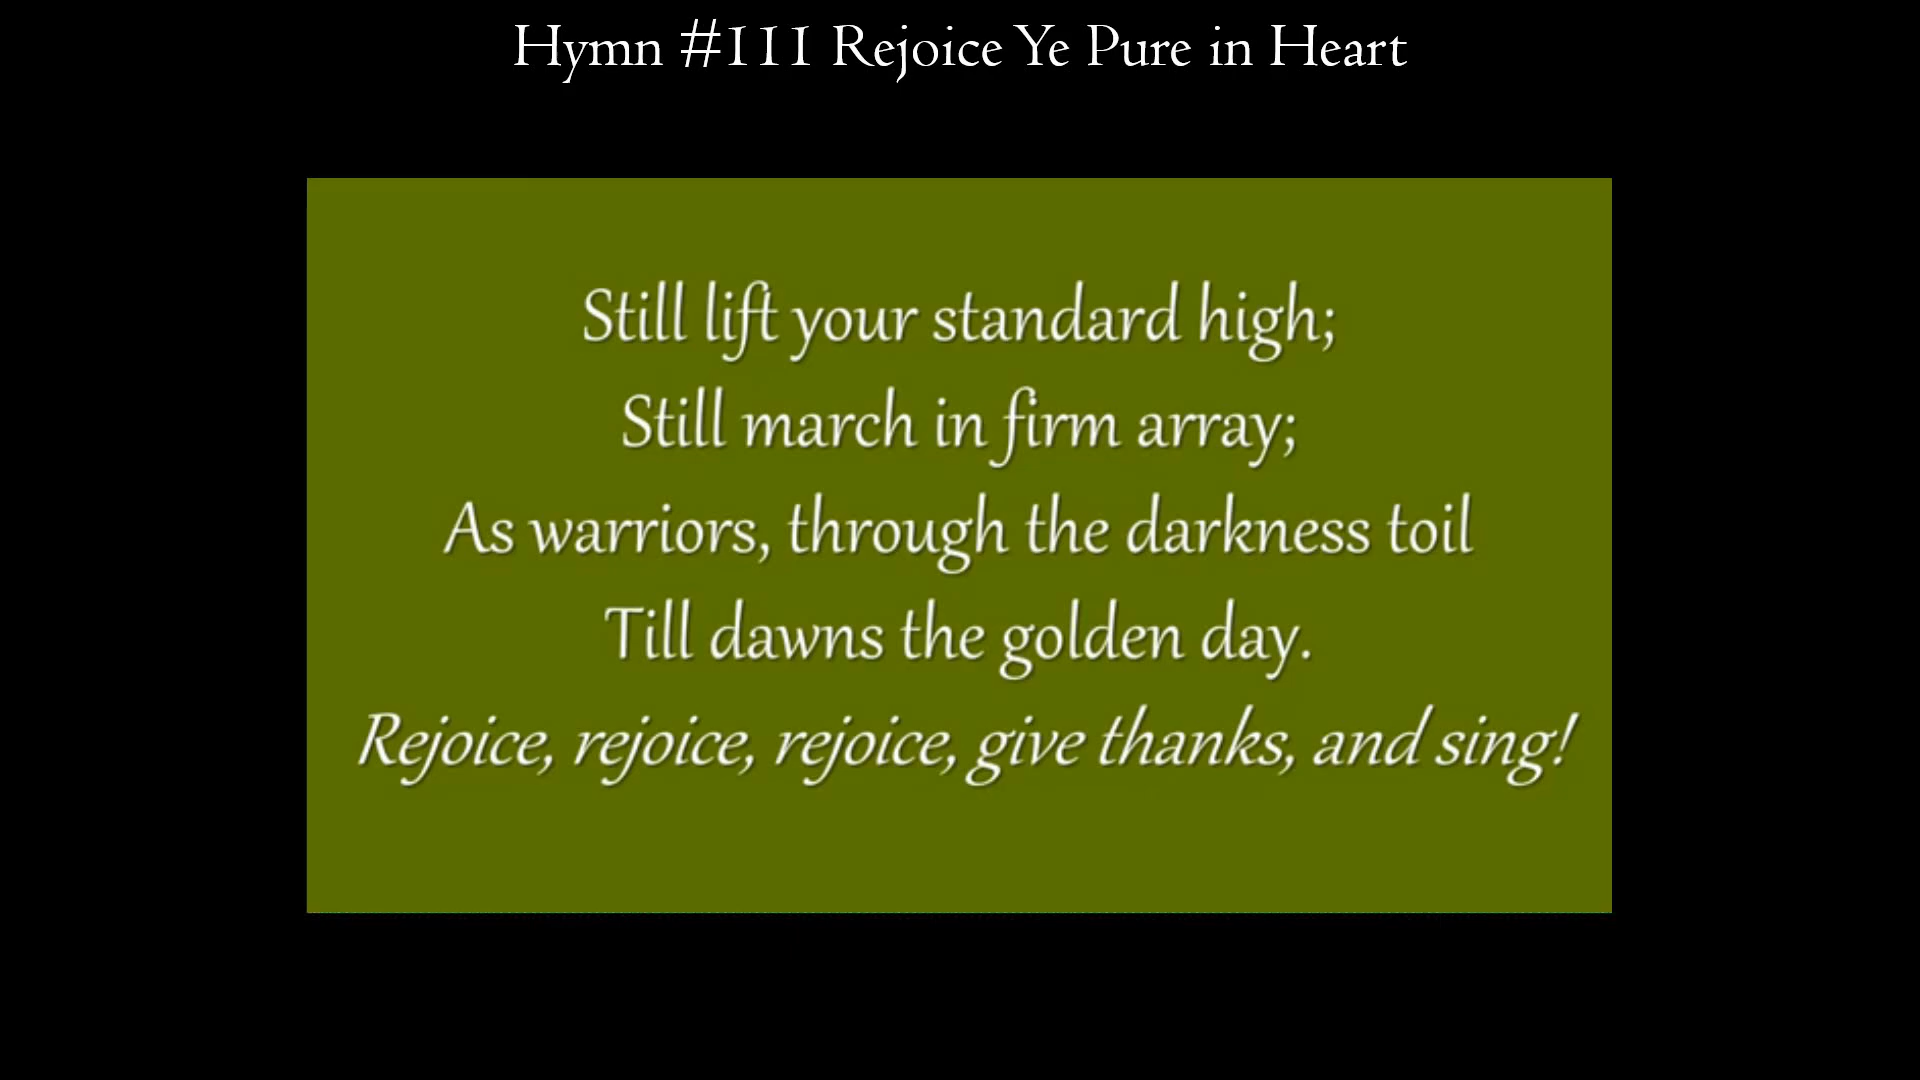 Hymn #111 Rejoice Ye Pure in Heart
Still lift your standard high;
Still march in firm array;
As warriors, through the darkness toil
Till dawns the golden day.
Rejoice, rejoice, rejoice, give thanks, and sing!